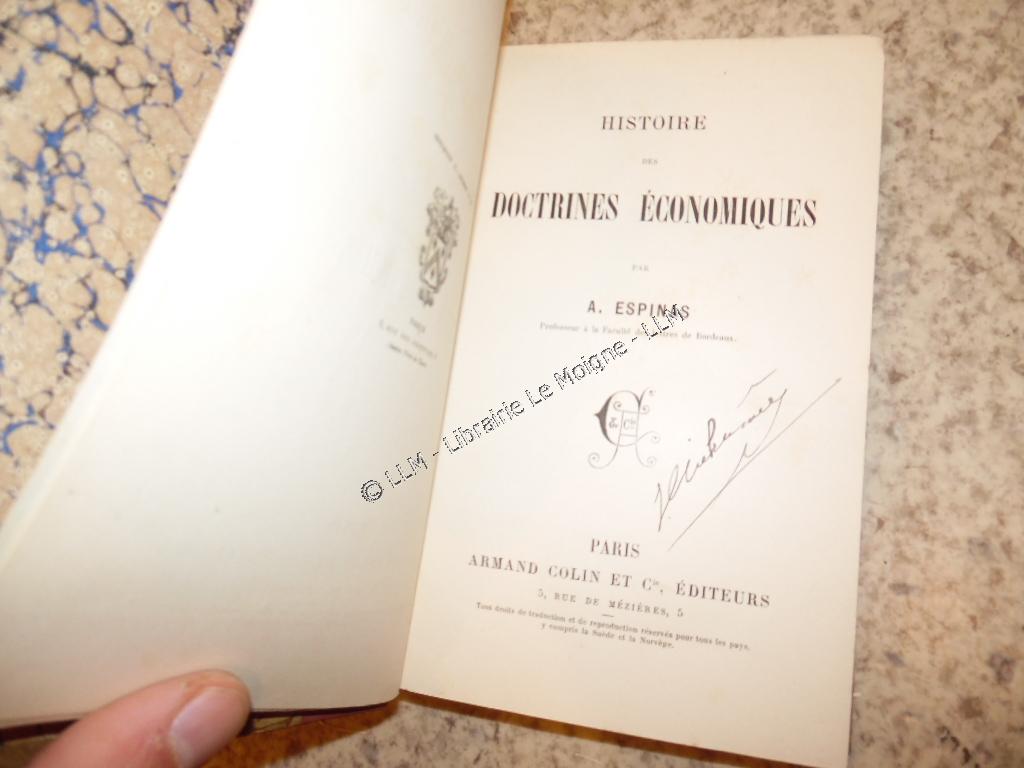 HISTOIRE
DES
DOCTRINES ÉCONOMIQUES
PAR
A. ESPINAS
Professeur à la Faculté des Lettres de Bordeaux.
& Cie
PARIS
ARMAND COLIN ET Cie, ÉDITEURS
5, RUE DE MÉZIÈRES, 5
Tous droits de traduction et de reproduction réservés pour tous les pays,
y compris la Suède et la Norvège.
© LLM - Librairie Le Moigne - LLM